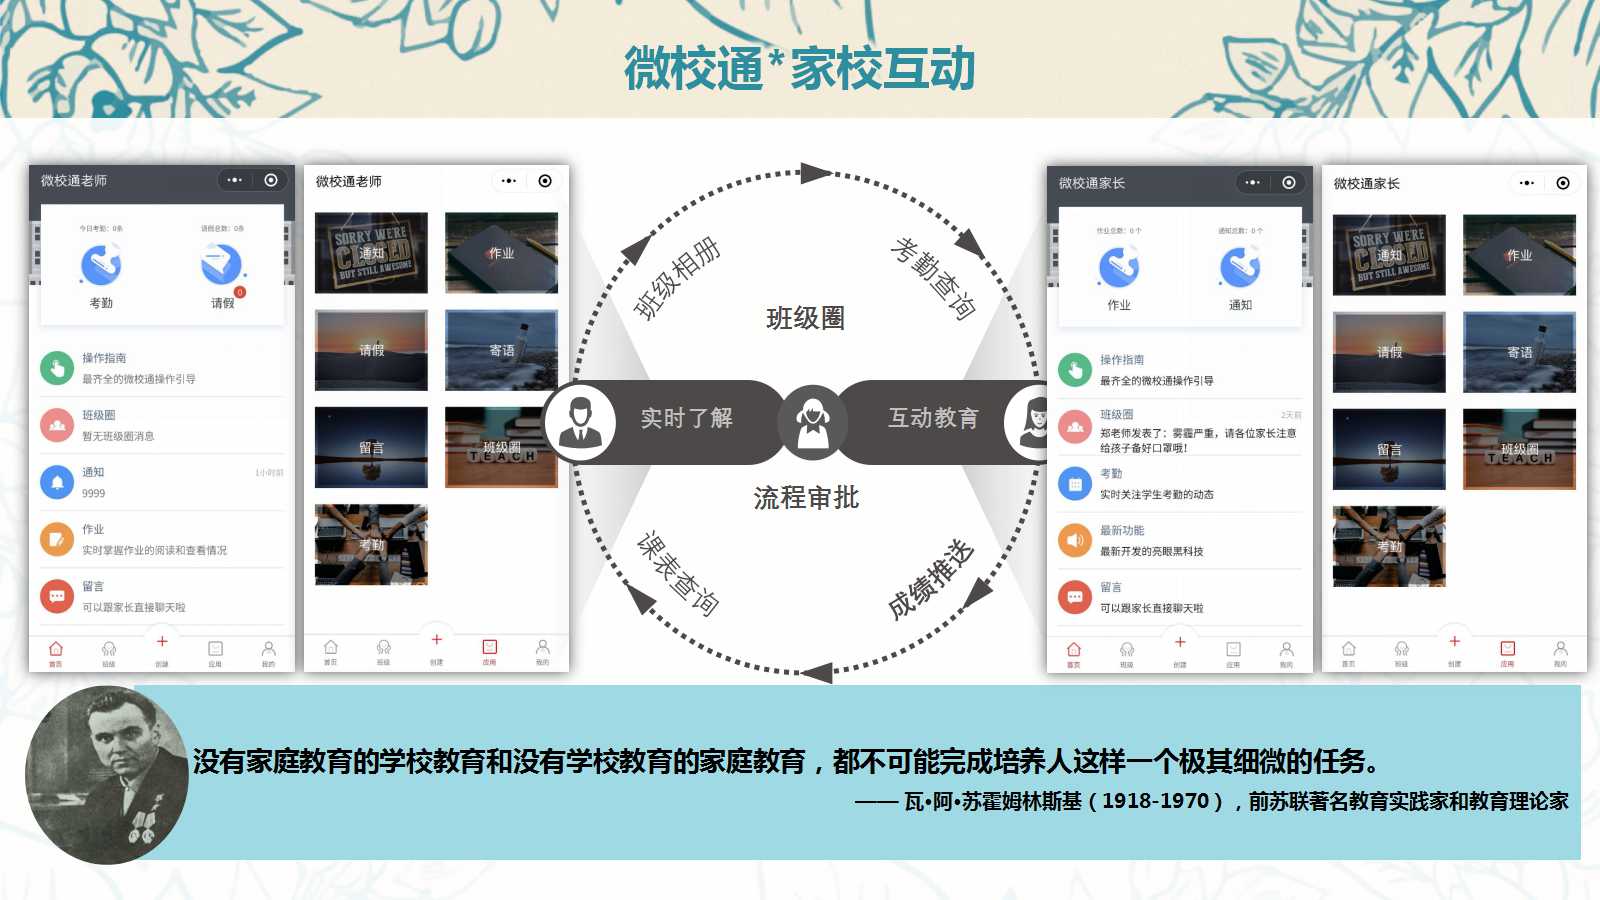 微校通*家校互动
微校通老师
今日考勤：0条
请假总数：0条
考勤
请假
0
操作指南
最齐全的微校通操作引导
班级圈
暂无班级圈消息
通知
1小时前
9999
作业
实时掌握作业的阅读和查看情况
留言
可以跟家长直接聊天啦
首页
班级
创建
应用
我的
微校通老师
SORRY WE'RE
CLOSED
BUT STILL AWESOME
通知
作业
请假
寄语
留言
班级圈
TEACH
考勤
首页
班级
创建
应用
我的
班级相册
考勤查询
班级圈
实时了解
互动教育
流程审批
课表查询
成绩推送
微校通家长
作业总数：0个
通知总数：0个
作业
通知
操作指南
最齐全的微校通操作引导
班级圈
2天前
郑老师发表了：雾霾严重，请各位家长注意
给孩子备好口罩哦！
考勤
实时关注学生考勤的动态
最新功能
最新开发的亮眼黑科技
留言
可以跟家长直接聊天啦
首页
班级
创建
应用
我的
微校通家长
SORRY WE'RE
CLOSED
BUT STILL AWESOME
通知
作业
请假
寄语
留言
班级圈
TEACH
考勤
首页
班级
创建
应用
我的
没有家庭教育的学校教育和没有学校教育的家庭教育，都不可能完成培养人这样一个极其细微的任务。
—— 瓦·阿·苏霍姆林斯基（1918-1970），前苏联著名教育实践家和教育理论家